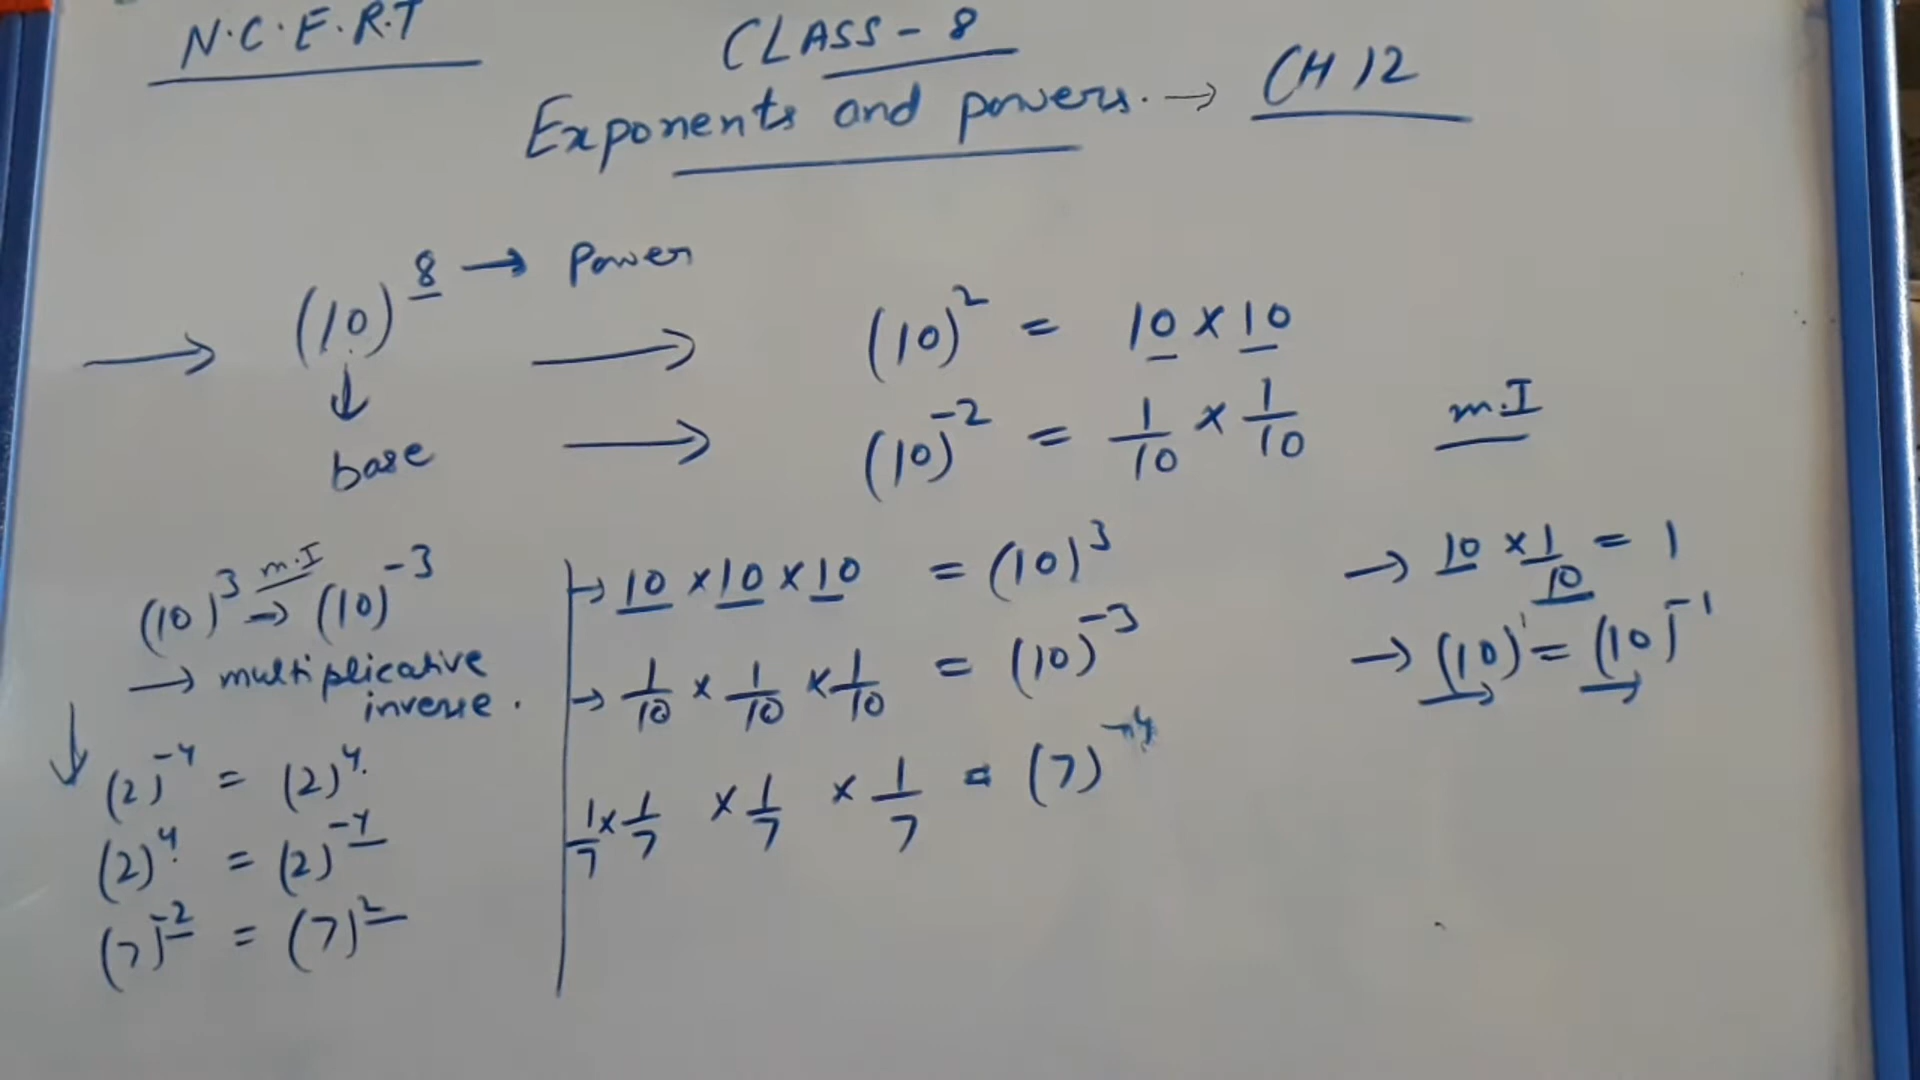 N.C.E.R.T
CLASS - 8
Exponents and powers. → CH 12
→ (10)^8 → Power
↓
base
→ (10)^2 = 10 × 10
→ (10)^-2 = 1/10 × 1/10
m.I
→ 10 × 1/10 = 1
→ (10)^1 = (10)^-1
(10)^3 m.I → (10)^-3
→ multiplicative
inverse.
↓ (2)^-4 = (2)^4.
(2)^4. = (2)^-4
(7)^-2 = (7)^2
→ 10 × 10 × 10 = (10)^3
→ 1/10 × 1/10 × 1/10 = (10)^-3
1/7 × 1/7 × 1/7 × 1/7 = (7)^-4